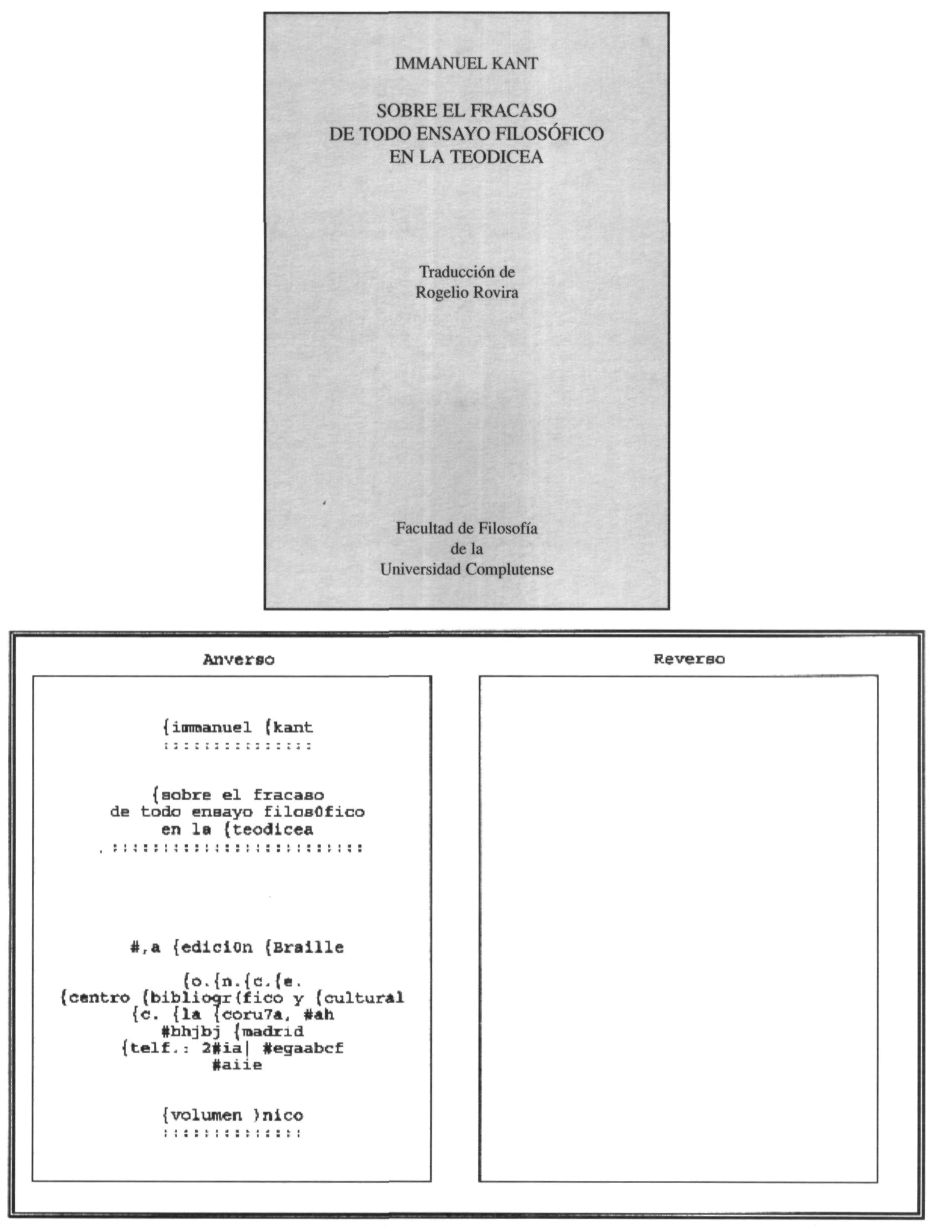 IMMANUEL KANT
SOBRE EL FRACASO
DE TODO ENSAYO FILOSÓFICO
EN LA TEODICEA
Traducción de
Rogelio Rovira
Facultad de Filosofía
de la
Universidad Complutense
Anverso
{immanuel {kant
:::::::::::::::
{sobre el fracaso
de todo ensayo filos0fico
en la {teodicea
:::::::::::::::::::::::::
#,a {edici0n {Braille
{o.{n.{c.{e.
{centro {bibliogr(fico y {cultural
{c. {la {coru7a, #ah
#bhjbj {madrid
{telf.: 2#ia| #egaabcf
#aiie
{volumen )nico
::::::::::::::
Reverso